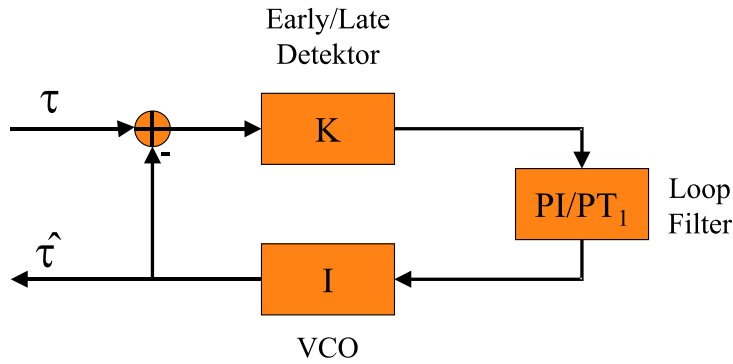 Early/Late
Detektor
τ
K
-
PI/PT₁
Loop
Filter
τ̂
I
VCO